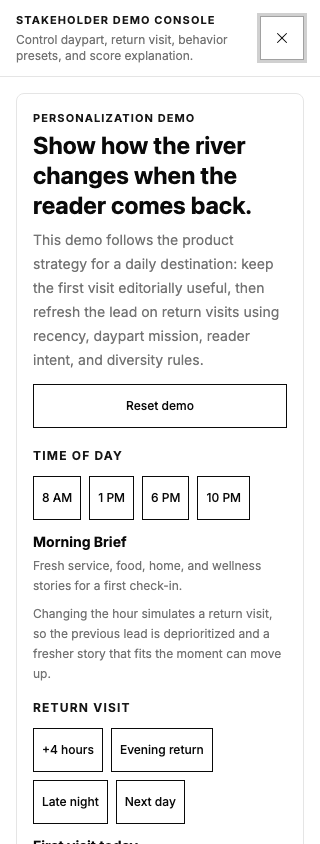 STAKEHOLDER DEMO CONSOLE
Control daypart, return visit, behavior
presets, and score explanation.
PERSONALIZATION DEMO
Show how the river
changes when the
reader comes back.
This demo follows the product
strategy for a daily destination: keep
the first visit editorially useful, then
refresh the lead on return visits using
recency, daypart mission, reader
intent, and diversity rules.
Reset demo
TIME OF DAY
8 AM 1 PM 6 PM 10 PM
Morning Brief
Fresh service, food, home, and wellness
stories for a first check-in.
Changing the hour simulates a return visit,
so the previous lead is deprioritized and a
fresher story that fits the moment can move
up.
RETURN VISIT
+4 hours Evening return
Late night Next day
First visit today